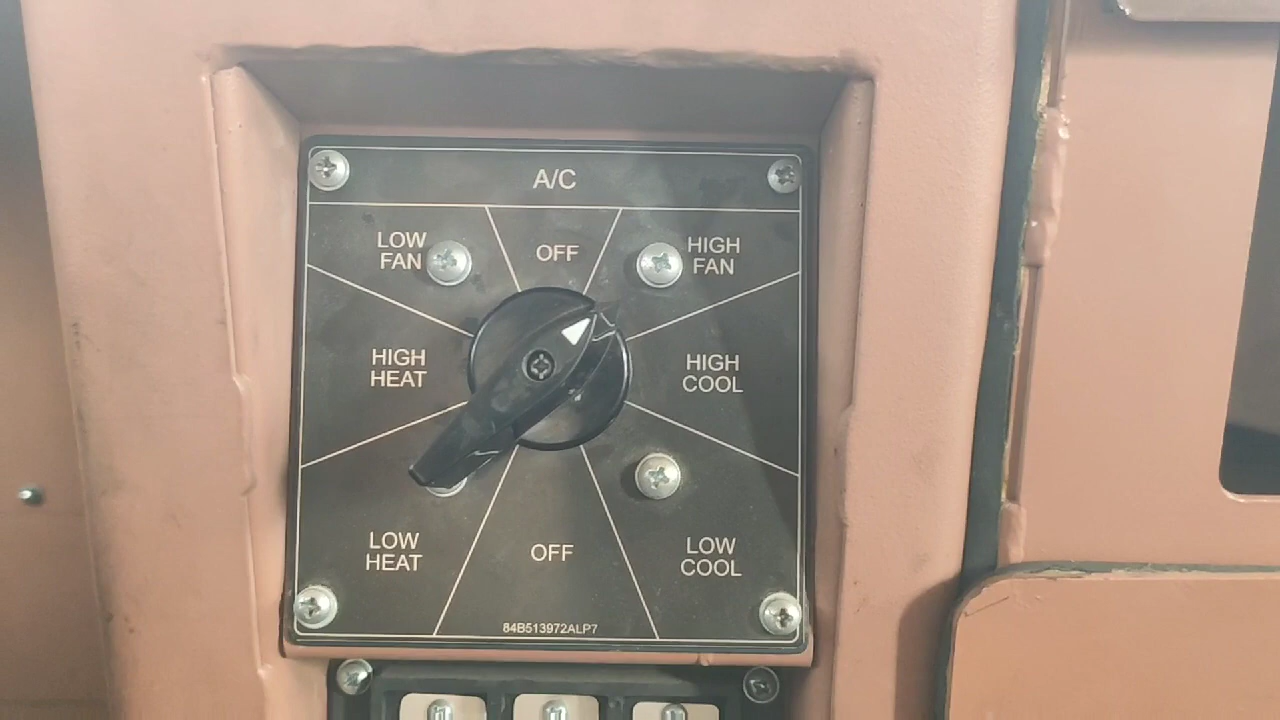 A/C
LOW
FAN
OFF
HIGH
FAN
HIGH
HEAT
HIGH
COOL
LOW
HEAT
OFF
LOW
COOL
84B513972ALP7